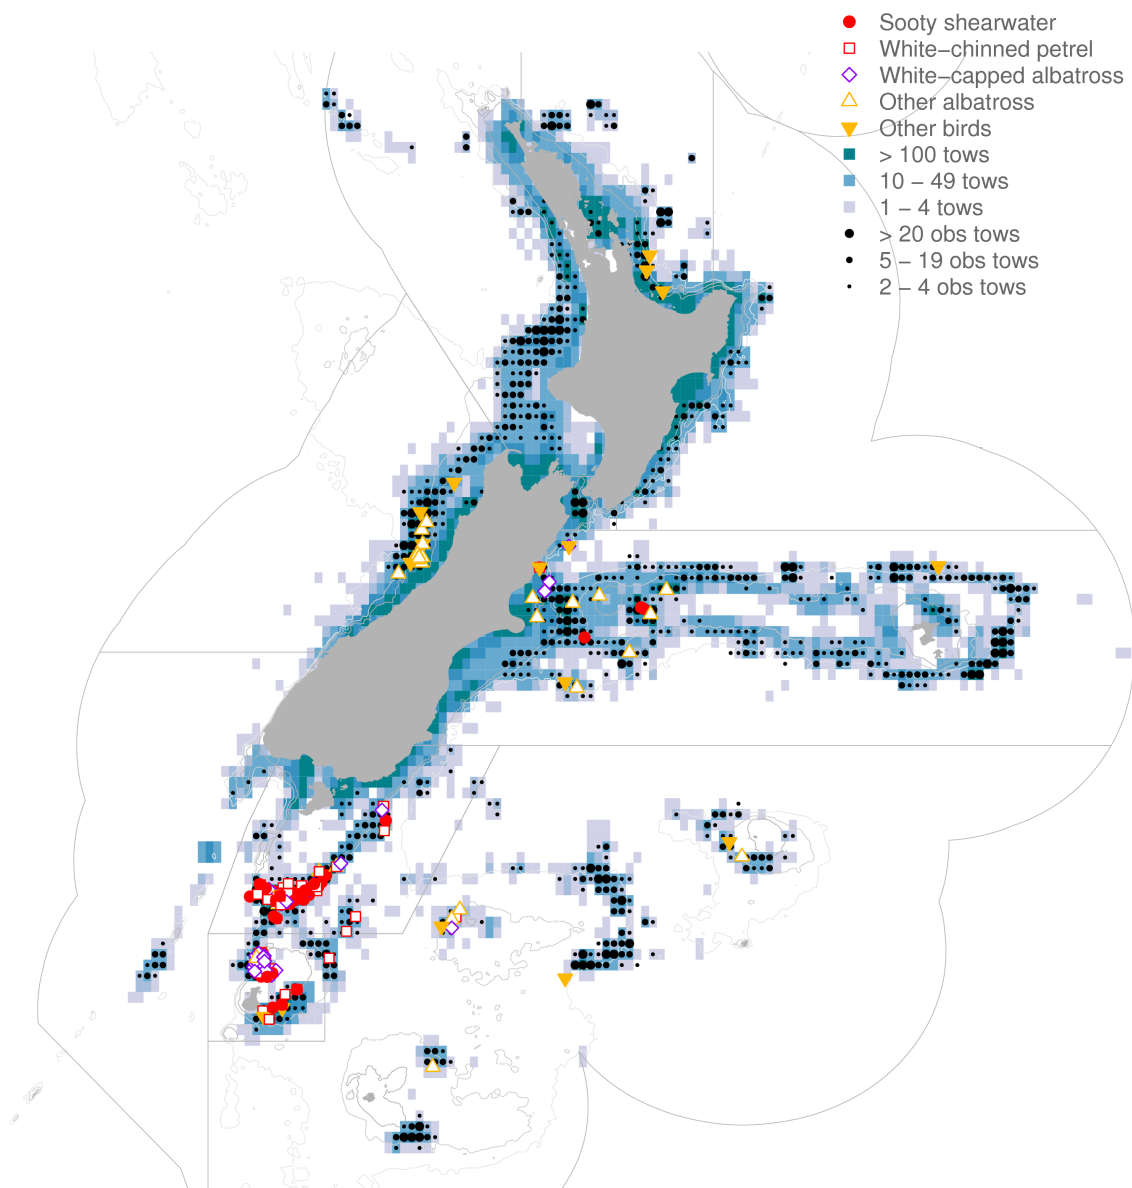 Sooty shearwater
White−chinned petrel
White−capped albatross
Other albatross
Other birds
> 100 tows
10 − 49 tows
1 − 4 tows
> 20 obs tows
5 − 19 obs tows
2 − 4 obs tows